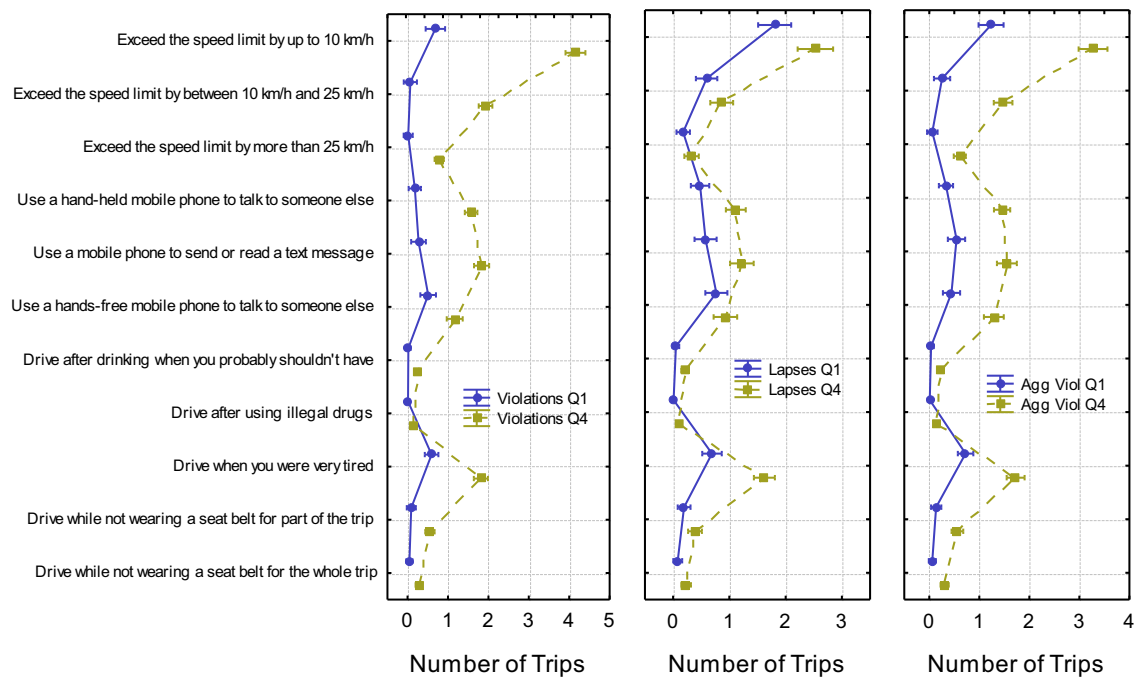 Exceed the speed limit by up to 10 km/h
Exceed the speed limit by between 10 km/h and 25 km/h
Exceed the speed limit by more than 25 km/h
Use a hand-held mobile phone to talk to someone else
Use a mobile phone to send or read a text message
Use a hands-free mobile phone to talk to someone else
Drive after drinking when you probably shouldn't have
Drive after using illegal drugs
Drive when you were very tired
Drive while not wearing a seat belt for part of the trip
Drive while not wearing a seat belt for the whole trip
Violations Q1
Violations Q4
0 1 2 3 4 5
Number of Trips
Lapses Q1
Lapses Q4
0 1 2 3
Number of Trips
Agg Viol Q1
Agg Viol Q4
0 1 2 3 4
Number of Trips